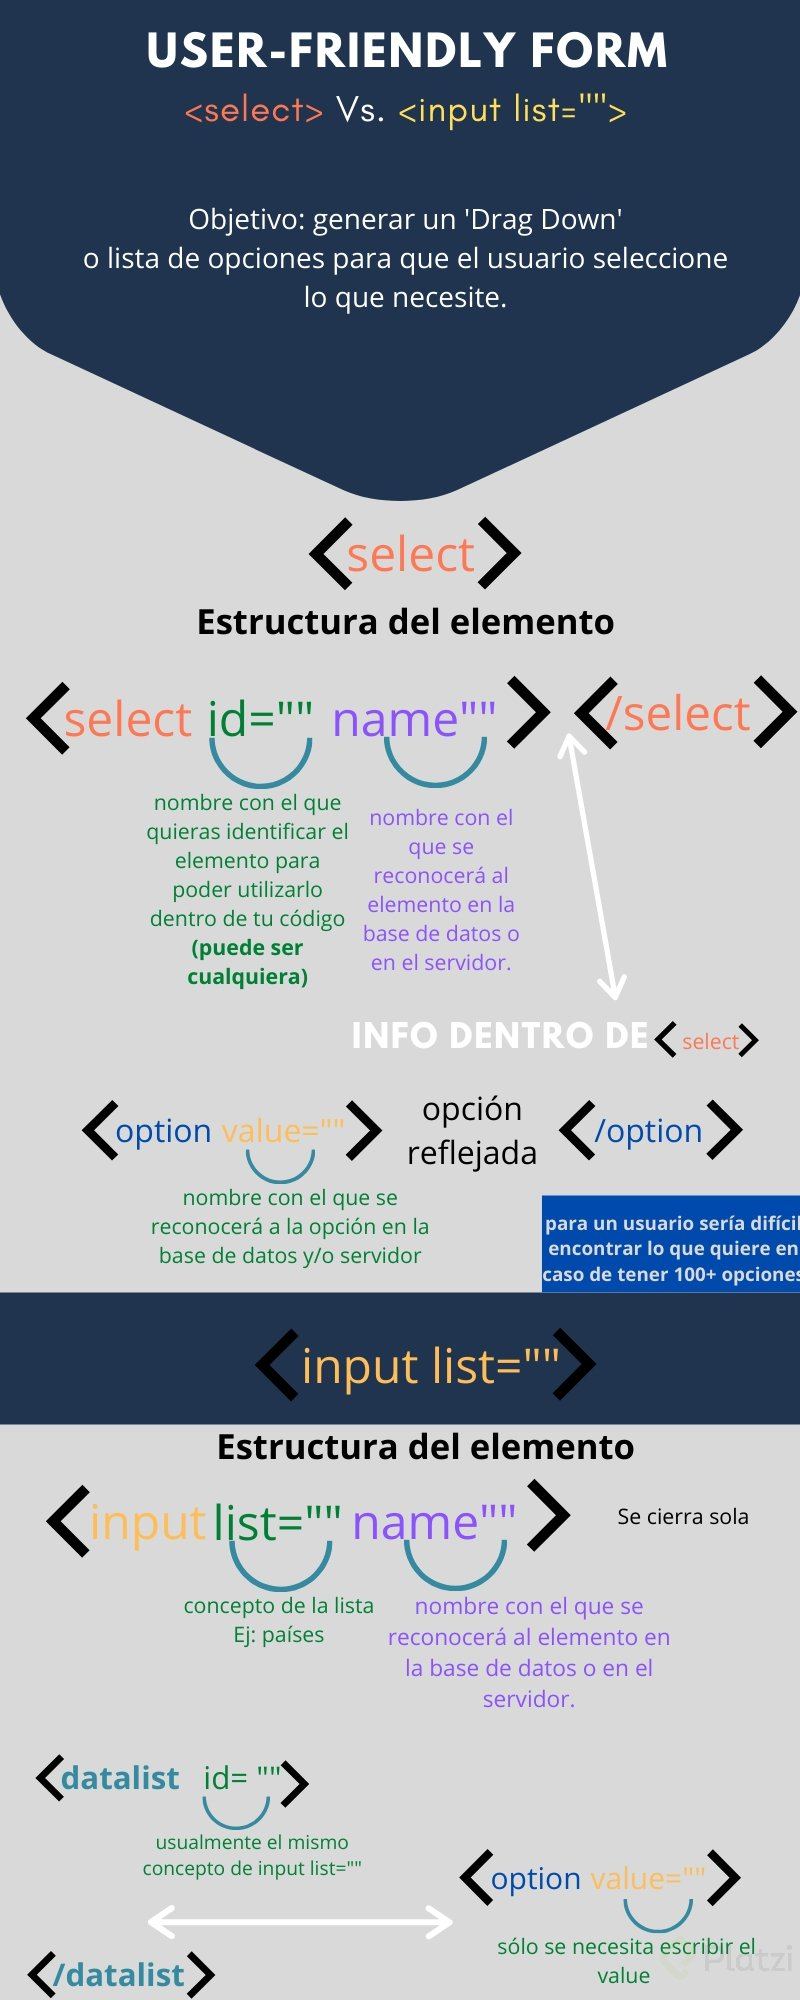 USER-FRIENDLY FORM
<select> Vs. <input list="">
Objetivo: generar un 'Drag Down'
o lista de opciones para que el usuario seleccione
lo que necesite.
<select>
Estructura del elemento
<select id="" name""> </select>
nombre con el que
quieras identificar el
elemento para
poder utilizarlo
dentro de tu código
(puede ser
cualquiera)
nombre con el
que se
reconocerá al
elemento en la
base de datos o
en el servidor.
INFO DENTRO DE <select>
<option value=""> opción reflejada </option>
nombre con el que se
reconocerá a la opción en la
base de datos y/o servidor
para un usuario sería difícil
encontrar lo que quiere en
caso de tener 100+ opciones
<input list="">
Estructura del elemento
<input list="" name""> Se cierra sola
concepto de la lista
Ej: países
nombre con el que se
reconocerá al elemento en
la base de datos o en el
servidor.
<datalist id= "">
usualmente el mismo
concepto de input list=""
<option value="">
sólo se necesita escribir el
value
</datalist>
Platzi